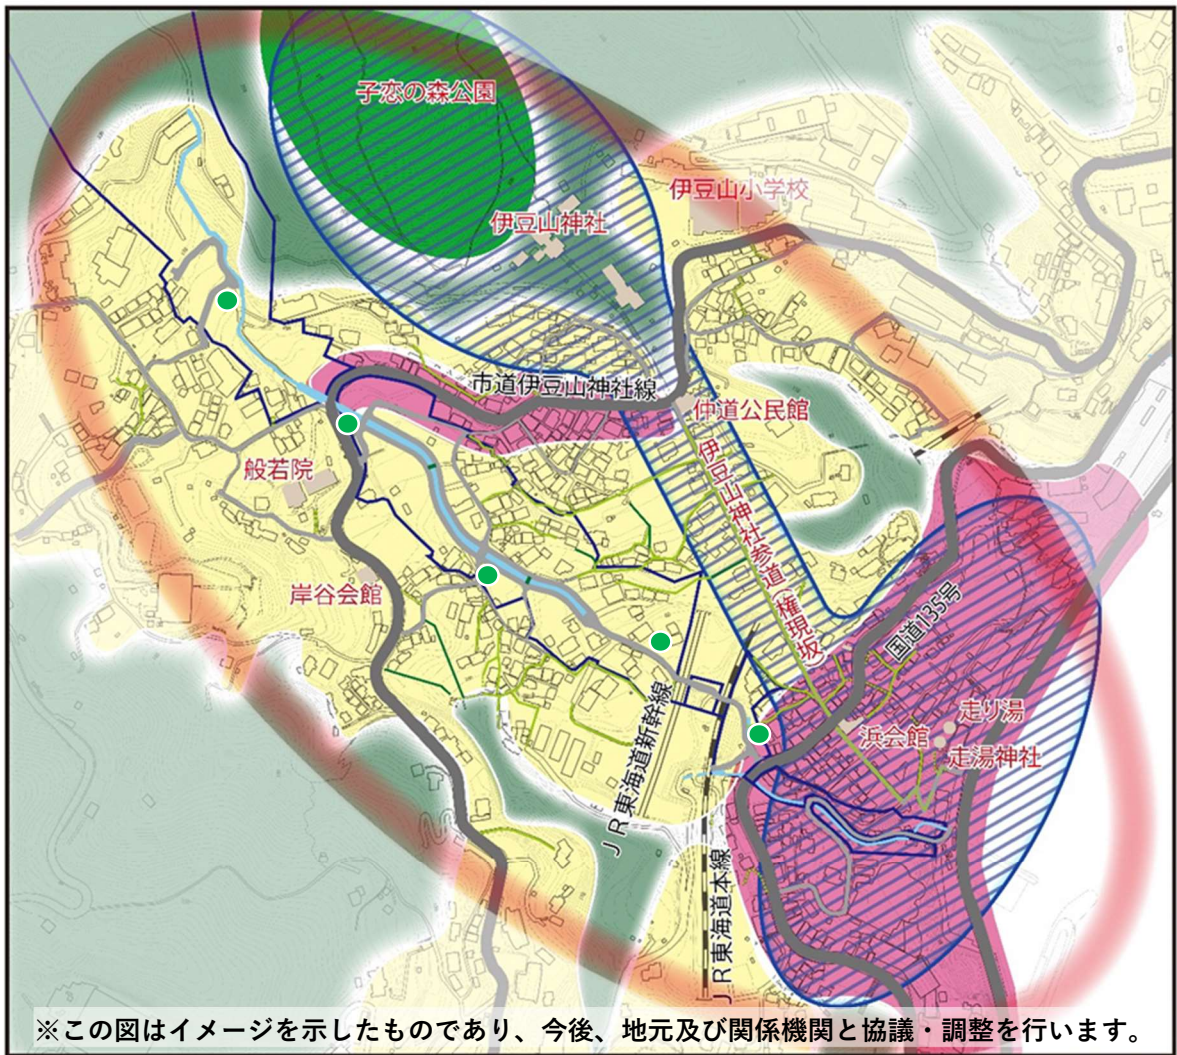 子恋の森公園
伊豆山小学校
伊豆山神社
市道伊豆山神社線
仲道公民館
伊豆山神社参道(権現坂)
般若院
岸谷会館
国道135号
走り湯
浜会館
走湯神社
JR東海道新幹線
JR東海道本線
※この図はイメージを示したものであり、今後、地元及び関係機関と協議・調整を行います。